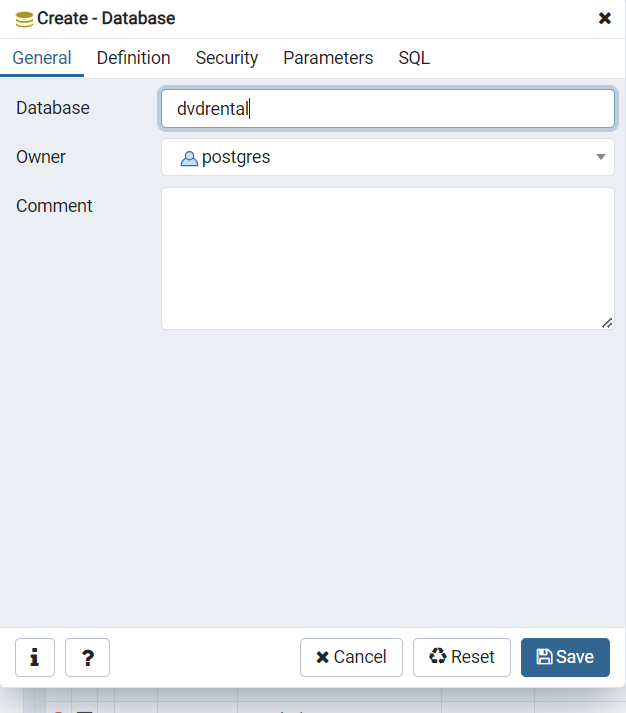 Create - Database
General Definition Security Parameters SQL
Database dvdrental
Owner postgres
Comment
i ? Cancel Reset Save